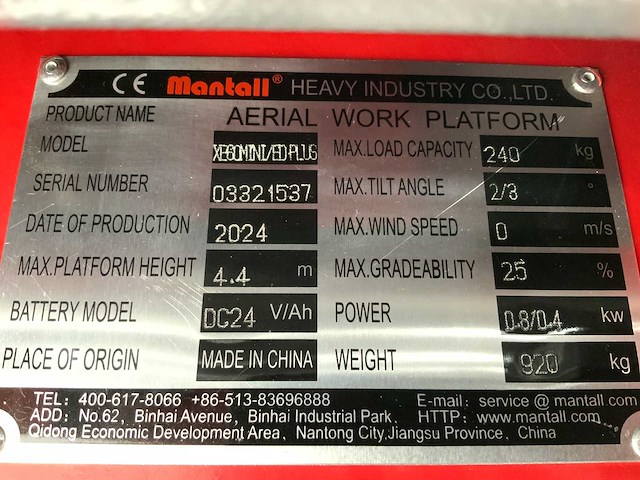 CE Mantall® HEAVY INDUSTRY CO.,LTD.
PRODUCT NAME AERIAL WORK PLATFORM
MODEL MAX.LOAD CAPACITY 240 kg
SERIAL NUMBER 03321537 MAX.TILT ANGLE 2/3 °
DATE OF PRODUCTION 2024 MAX.WIND SPEED 0 m/s
MAX.PLATFORM HEIGHT 4.4 m MAX.GRADEABILITY 25 %
BATTERY MODEL DC24 V/Ah POWER 0.8/0.4 kw
PLACE OF ORIGIN MADE IN CHINA WEIGHT 920 kg
TEL: 400-617-8066 +86-513-83696888 E-mail: service @ mantall.com
ADD: No.62, Binhai Avenue, Binhai Industrial Park、 HTTP: www.mantall.com
Qidong Economic Development Area、Nantong City,Jiangsu Province、China